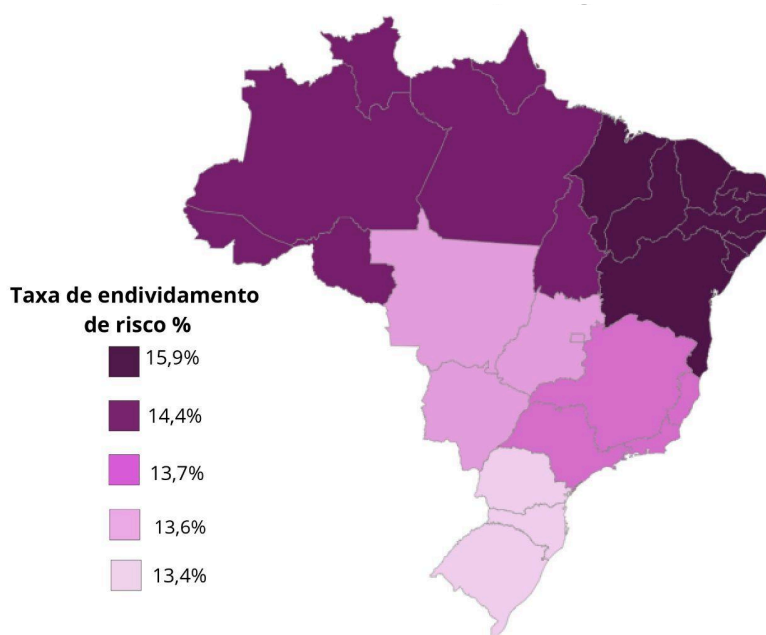 Taxa de endividamento
de risco %
15,9%
14,4%
13,7%
13,6%
13,4%